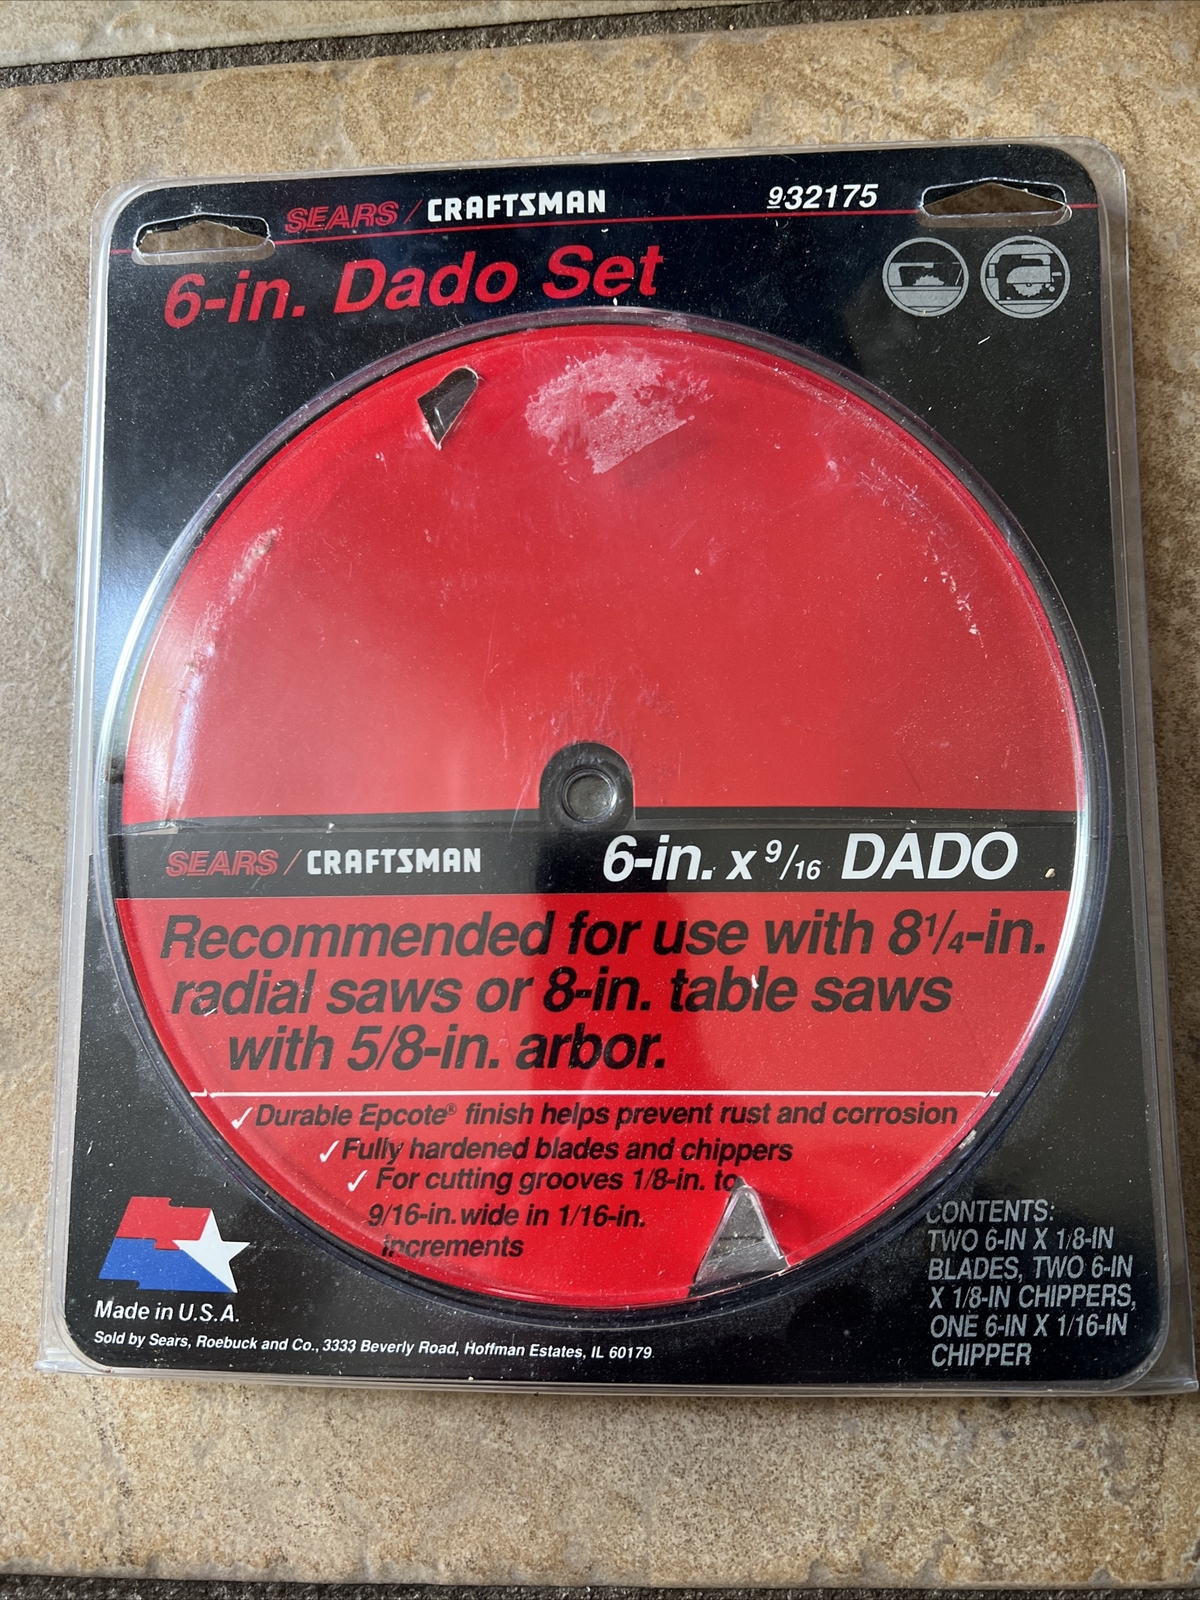 SEARS / CRAFTSMAN
932175
6-in. Dado Set
SEARS / CRAFTSMAN
6-in. x 9/16 DADO
Recommended for use with 8 1/4-in.
radial saws or 8-in. table saws
with 5/8-in. arbor.
✓ Durable Epcote® finish helps prevent rust and corrosion
✓ Fully hardened blades and chippers
✓ For cutting grooves 1/8-in. to
9/16-in. wide in 1/16-in.
increments
Made in U.S.A.
Sold by Sears, Roebuck and Co., 3333 Beverly Road, Hoffman Estates, IL 60179
CONTENTS:
TWO 6-IN X 1/8-IN
BLADES, TWO 6-IN
X 1/8-IN CHIPPERS,
ONE 6-IN X 1/16-IN
CHIPPER